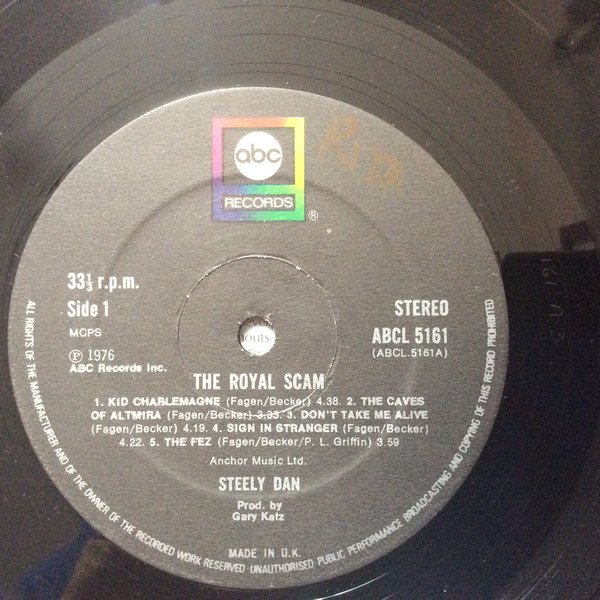 abc
RECORDS
®
33⅓ r.p.m.
Side 1
MCPS
℗ 1976
ABC Records Inc.
STEREO
ABCL 5161
(ABCL.5161A)
THE ROYAL SCAM
1. KID CHARLEMAGNE (Fagen/Becker) 4.38. 2. THE CAVES
OF ALTMIRA (Fagen/Becker) 3.33. 3. DON'T TAKE ME ALIVE
(Fagen/Becker) 4.19. 4. SIGN IN STRANGER (Fagen/Becker)
4.22. 5. THE FEZ (Fagen/Becker/P. L. Griffin) 3.59
Anchor Music Ltd.
STEELY DAN
Prod. by
Gary Katz
MADE IN U.K.
ALL RIGHTS OF THE MANUFACTURER AND OF THE OWNER OF THE RECORDED WORK RESERVED UNAUTHORISED PUBLIC PERFORMANCE BROADCASTING AND COPYING OF THIS RECORD PROHIBITED